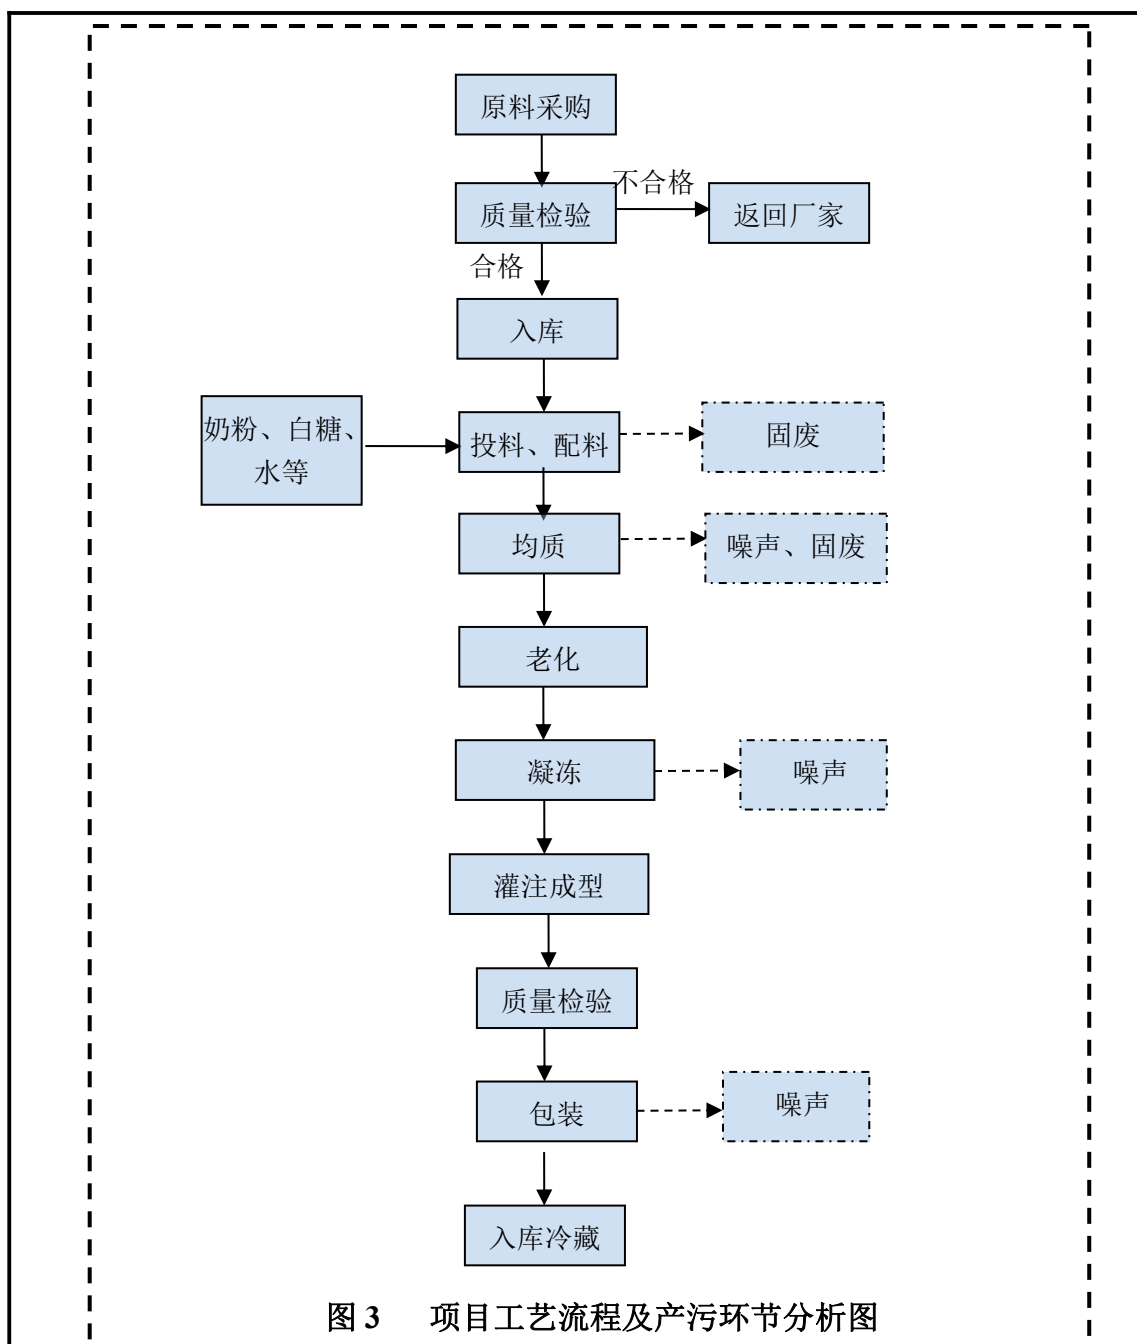 原料采购
不合格
质量检验
返回厂家
合格
入库
奶粉、白糖、
水等
投料、配料
固废
均质
噪声、固废
老化
凝冻
噪声
灌注成型
质量检验
包装
噪声
入库冷藏
图 3 项目工艺流程及产污环节分析图